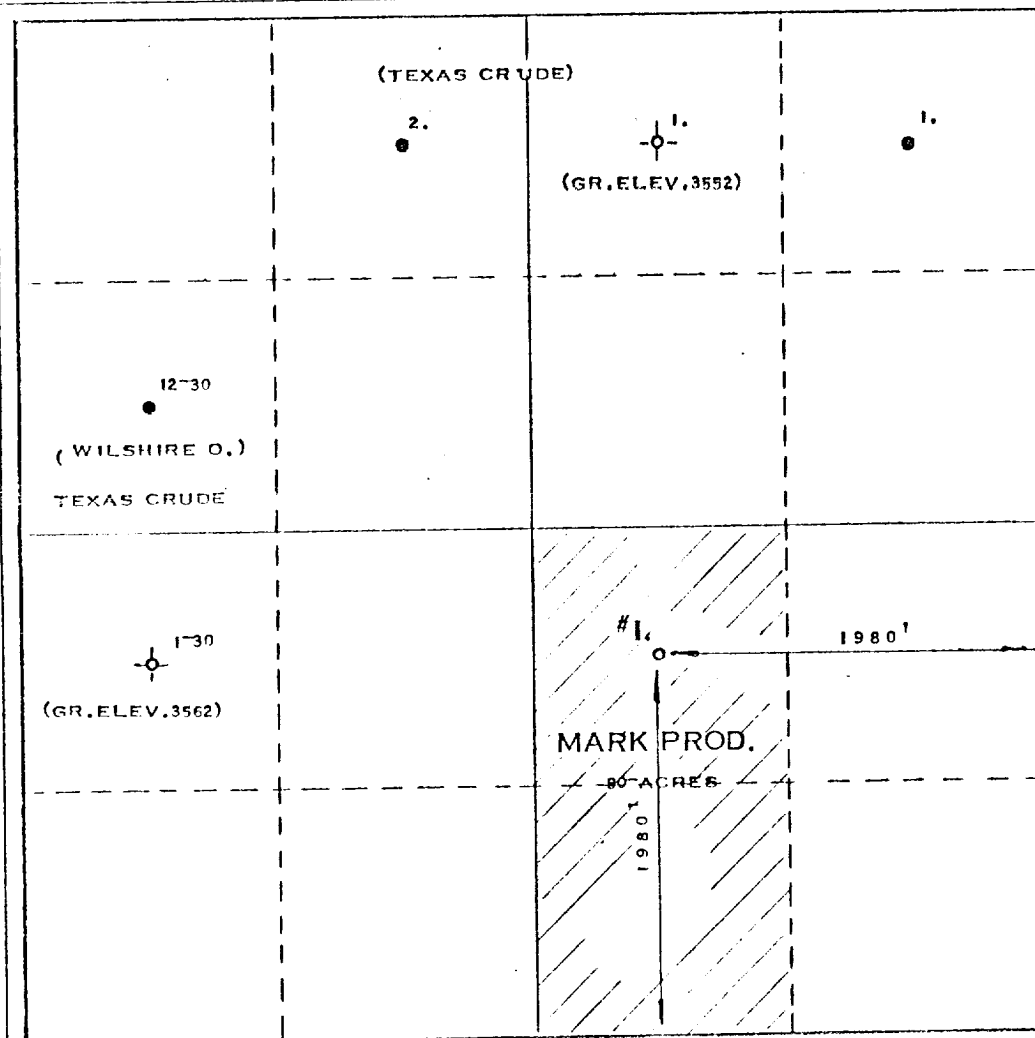 (TEXAS CRUDE)
2.
1.
1.
(GR.ELEV.3552)
12-30
(WILSHIRE O.)
TEXAS CRUDE
1-30
(GR.ELEV.3562)
#1.
1980'
MARK PROD.
80-ACRES
1980'